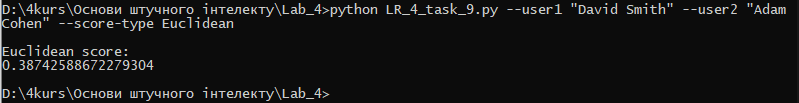 D:\4kurs\Основи штучного інтелекту\Lab_4>python LR_4_task_9.py --user1 "David Smith" --user2 "Adam
Cohen" --score-type Euclidean
Euclidean score:
0.38742588672279304
D:\4kurs\Основи штучного інтелекту\Lab_4>